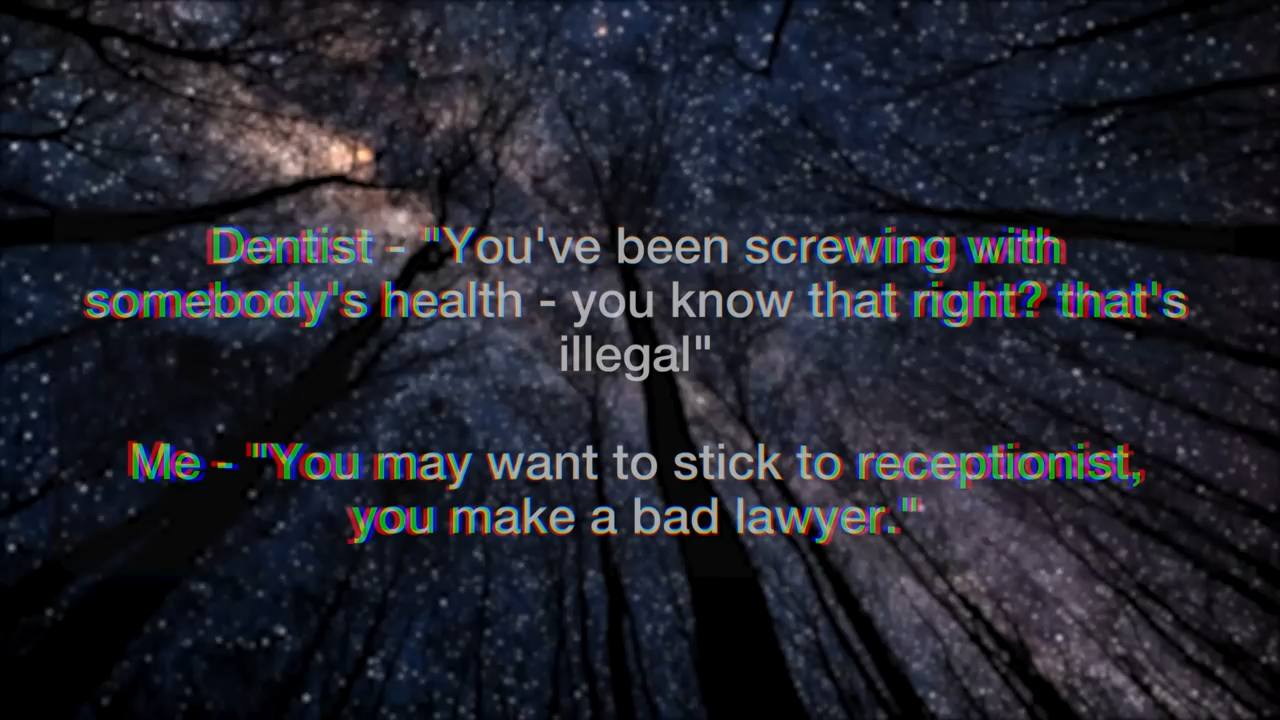 Dentist - "You've been screwing with
somebody's health - you know that right? that's
illegal"
Me - "You may want to stick to receptionist,
you make a bad lawyer."